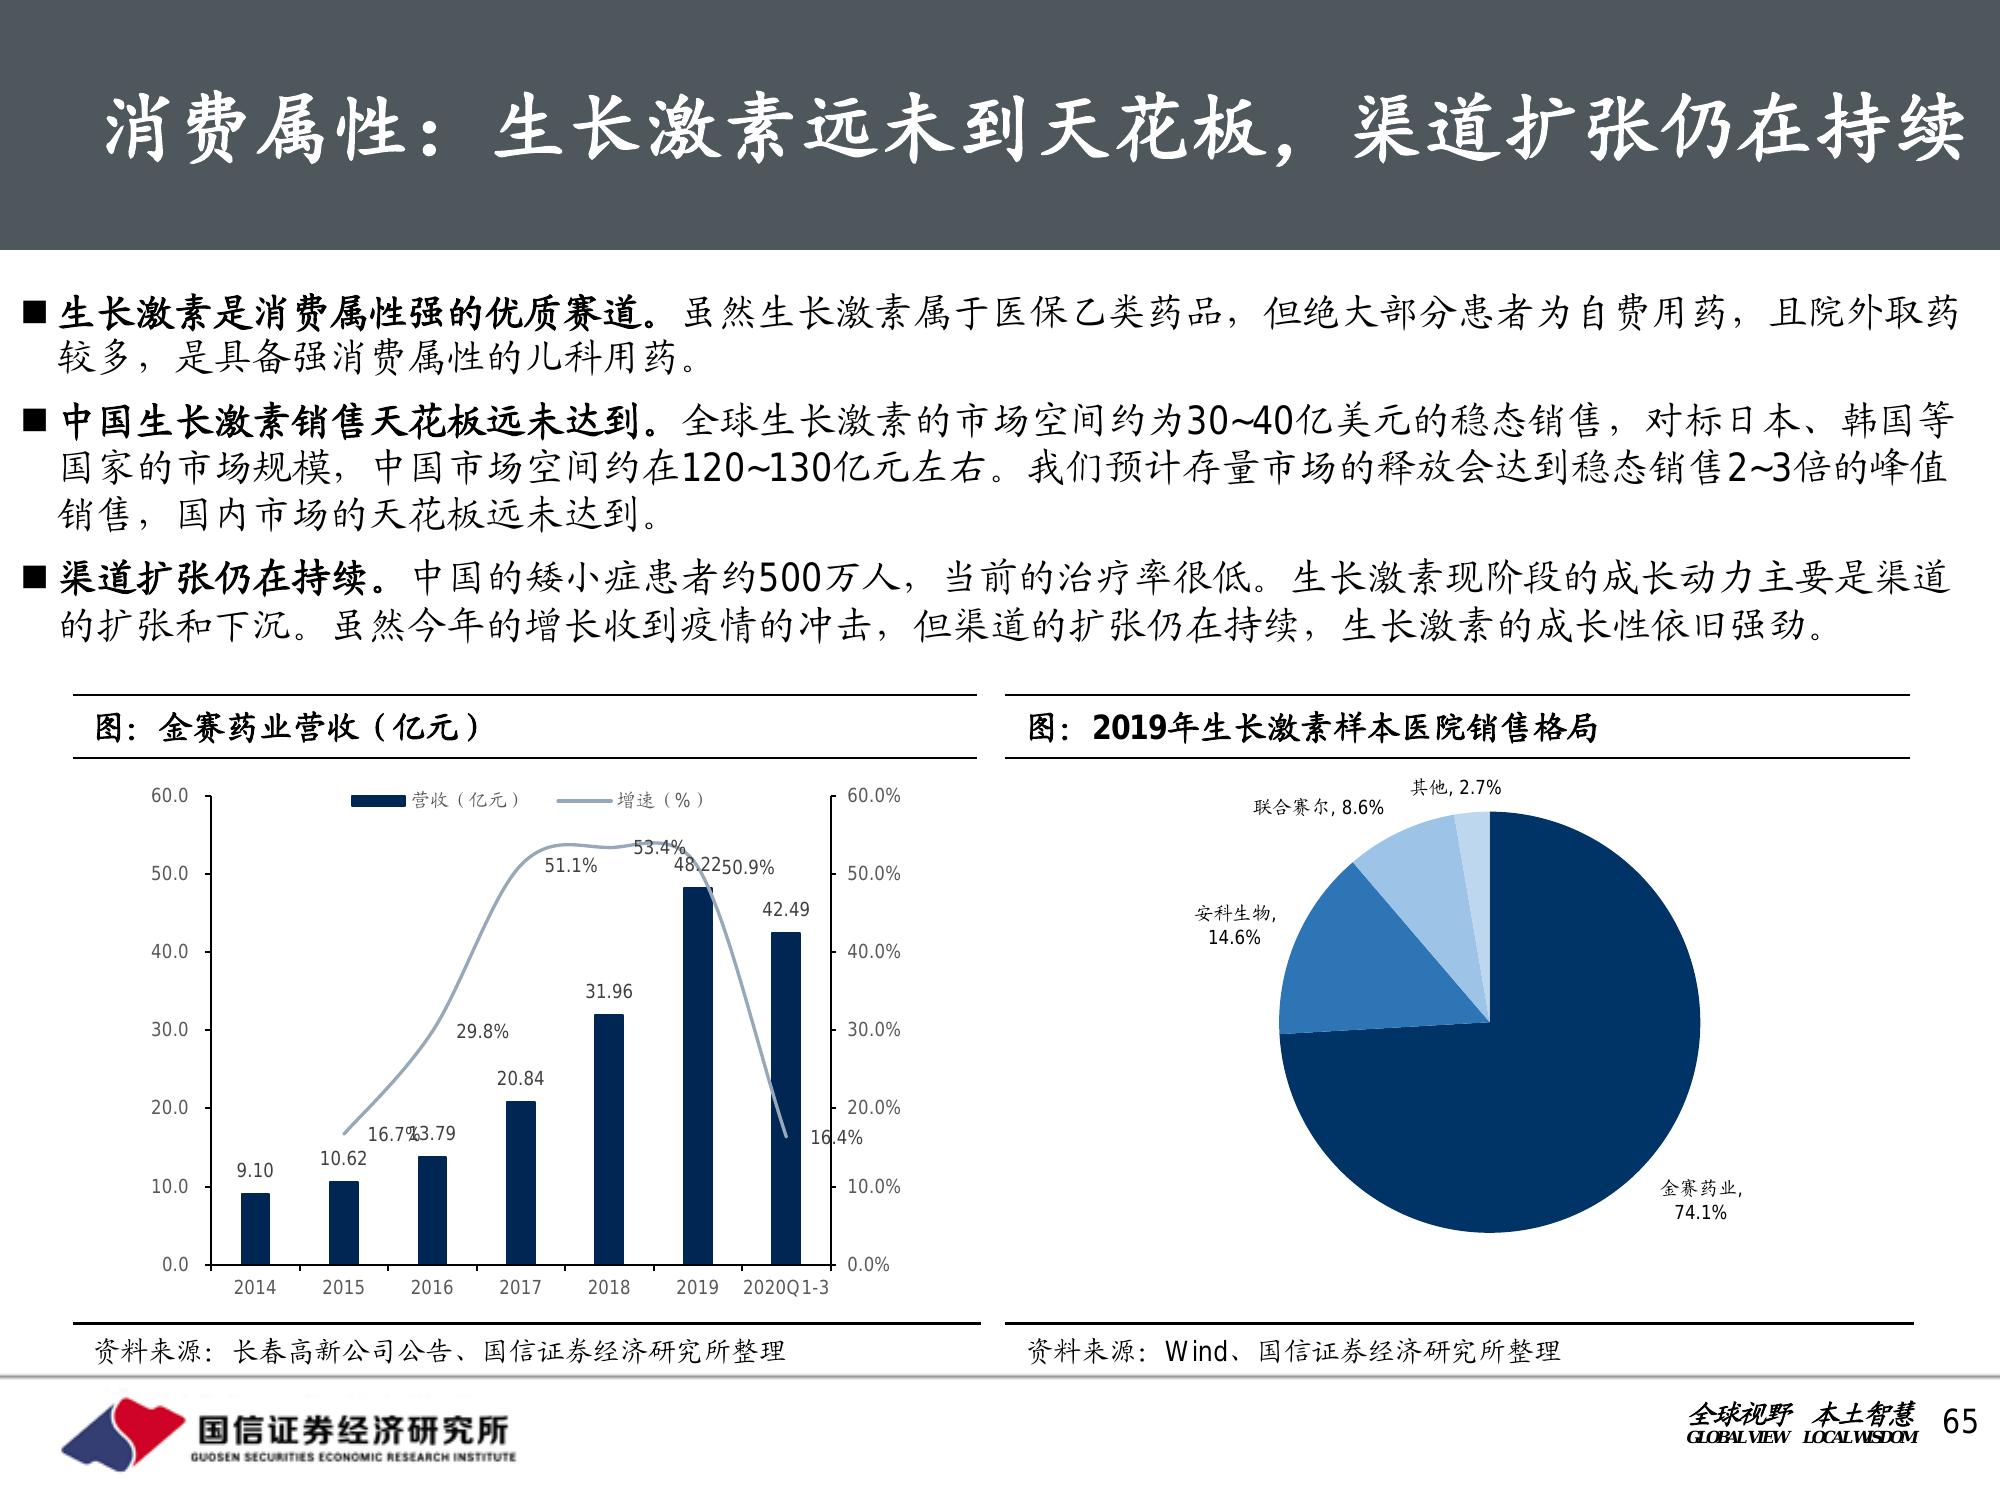 消费属性：生长激素远未到天花板，渠道扩张仍在持续
■生长激素是消费属性强的优质赛道。虽然生长激素属于医保乙类药品，但绝大部分患者为自费用药，且院外取药
较多，是具备强消费属性的儿科用药。
■中国生长激素销售天花板远未达到。全球生长激素的市场空间约为30~40亿美元的稳态销售，对标日本、韩国等
国家的市场规模，中国市场空间约在120~130亿元左右。我们预计存量市场的释放会达到稳态销售2~3倍的峰值
销售，国内市场的天花板远未达到。
■渠道扩张仍在持续。中国的矮小症患者约500万人，当前的治疗率很低。生长激素现阶段的成长动力主要是渠道
的扩张和下沉。虽然今年的增长收到疫情的冲击，但渠道的扩张仍在持续，生长激素的成长性依旧强劲。
图：金赛药业营收（亿元）
营收（亿元） 增速（%）
60.0
50.0
40.0
30.0
20.0
10.0
0.0
60.0%
50.0%
40.0%
30.0%
20.0%
10.0%
0.0%
9.10
10.62
13.79
20.84
31.96
48.22
42.49
16.7%
29.8%
51.1%
53.4%
50.9%
16.4%
2014 2015 2016 2017 2018 2019 2020Q1-3
资料来源：长春高新公司公告、国信证券经济研究所整理
图：2019年生长激素样本医院销售格局
其他, 2.7%
联合赛尔, 8.6%
安科生物,
14.6%
金赛药业,
74.1%
资料来源：Wind、国信证券经济研究所整理
国信证券经济研究所
GUOSEN SECURITIES ECONOMIC RESEARCH INSTITUTE
全球视野 本土智慧
GLOBAL VIEW LOCAL WISDOM
65